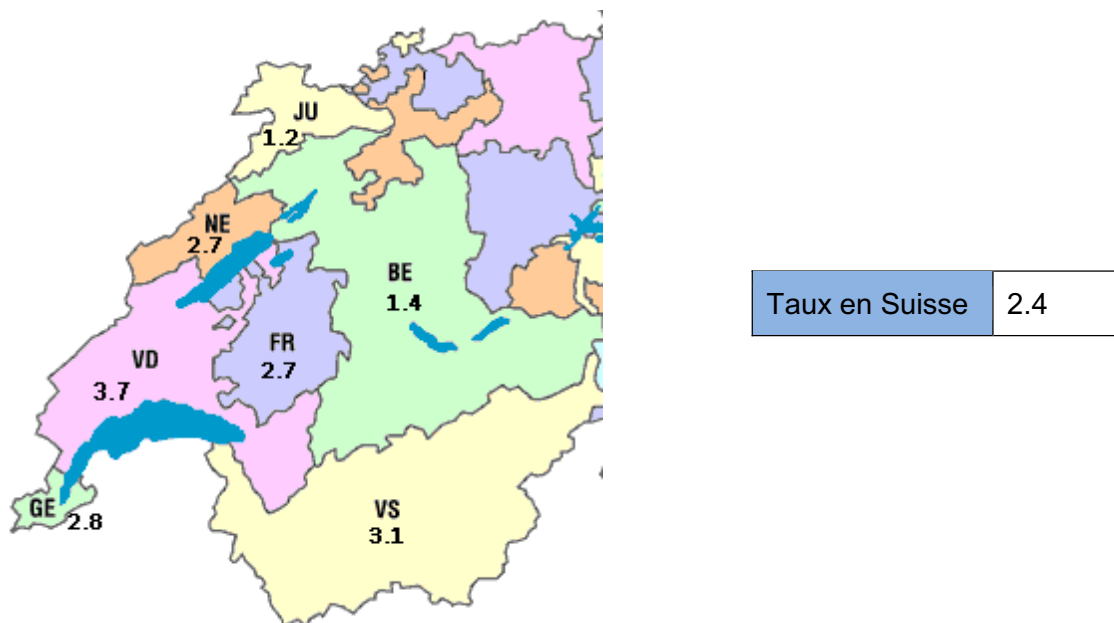 JU
1.2
NE
2.7
BE
1.4
Taux en Suisse 2.4
FR
2.7
VD
3.7
GE
2.8
VS
3.1